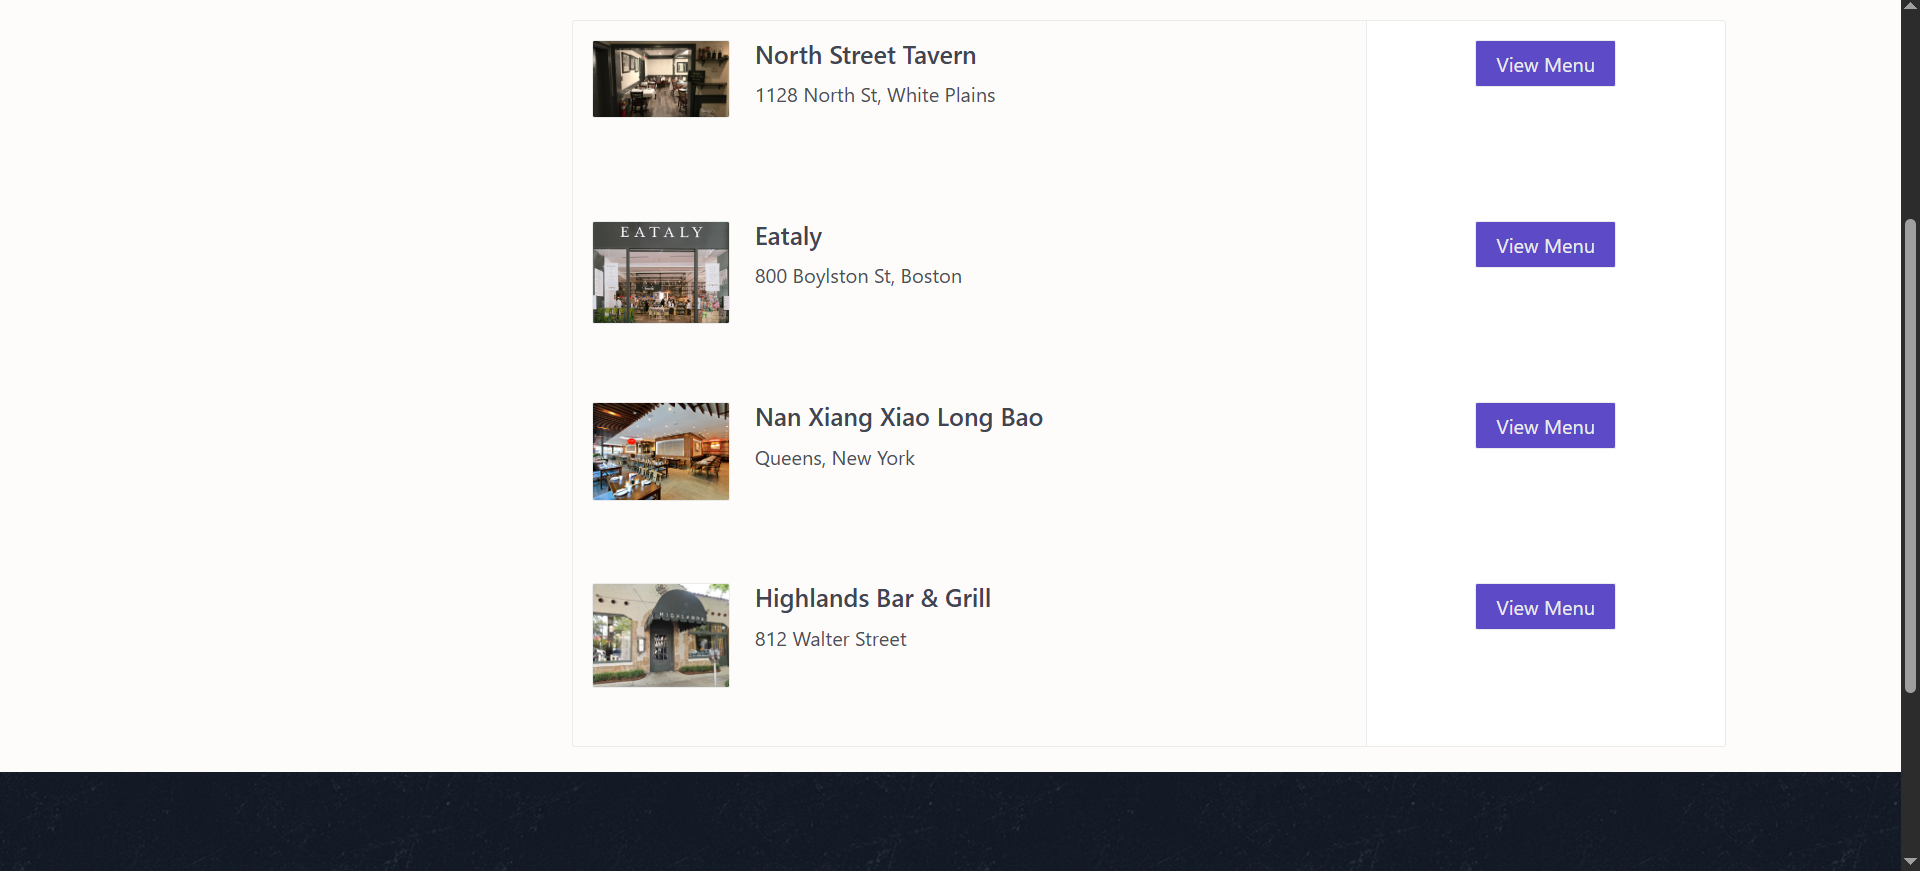 North Street Tavern
1128 North St, White Plains
View Menu
EATALY
Eataly
800 Boylston St, Boston
View Menu
Nan Xiang Xiao Long Bao
Queens, New York
View Menu
HIGHLANDS
Highlands Bar & Grill
812 Walter Street
View Menu